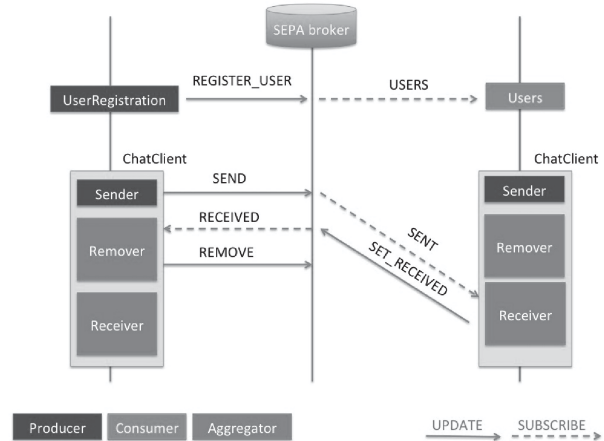 SEPA broker
REGISTER_USER
USERS
UserRegistration
Users
ChatClient
ChatClient
SEND
Sender
Sender
RECEIVED
SENT
Remover
Remover
REMOVE
SET_RECEIVED
Receiver
Receiver
Producer
Consumer
Aggregator
UPDATE
SUBSCRIBE